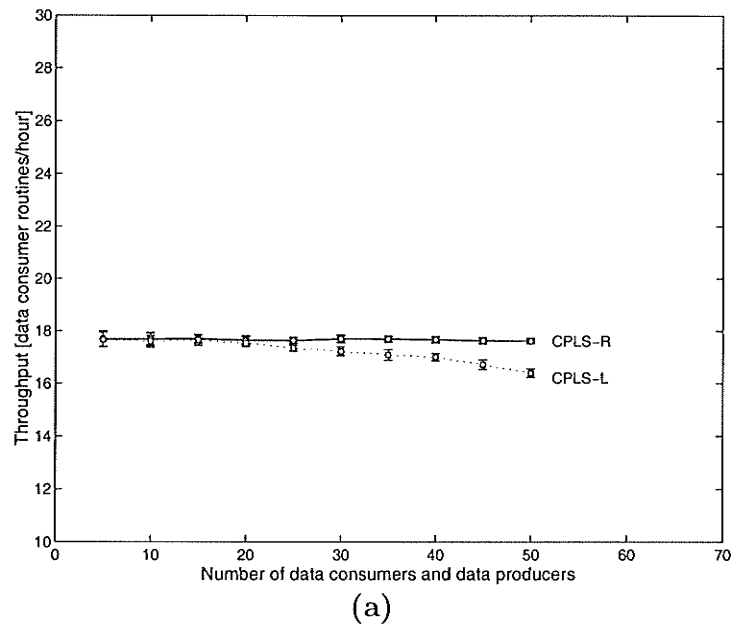 30
28
26
24
22
20
18
16
14
12
10
Throughput [data consumer routines/hour]
CPLS-R
CPLS-L
0 10 20 30 40 50 60 70
Number of data consumers and data producers
(a)